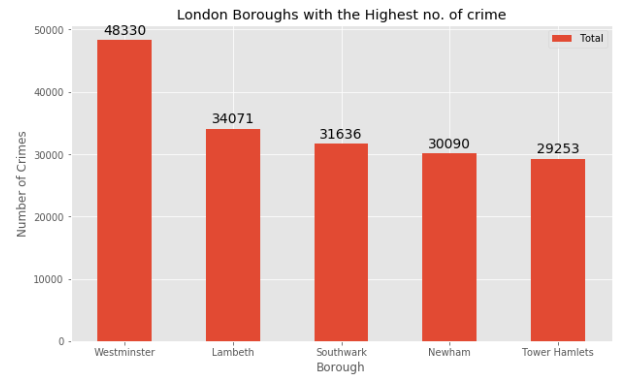 London Boroughs with the Highest no. of crime
Total
48330
34071
31636
30090
29253
50000
40000
30000
20000
10000
0
Number of Crimes
Westminster
Lambeth
Southwark
Newham
Tower Hamlets
Borough